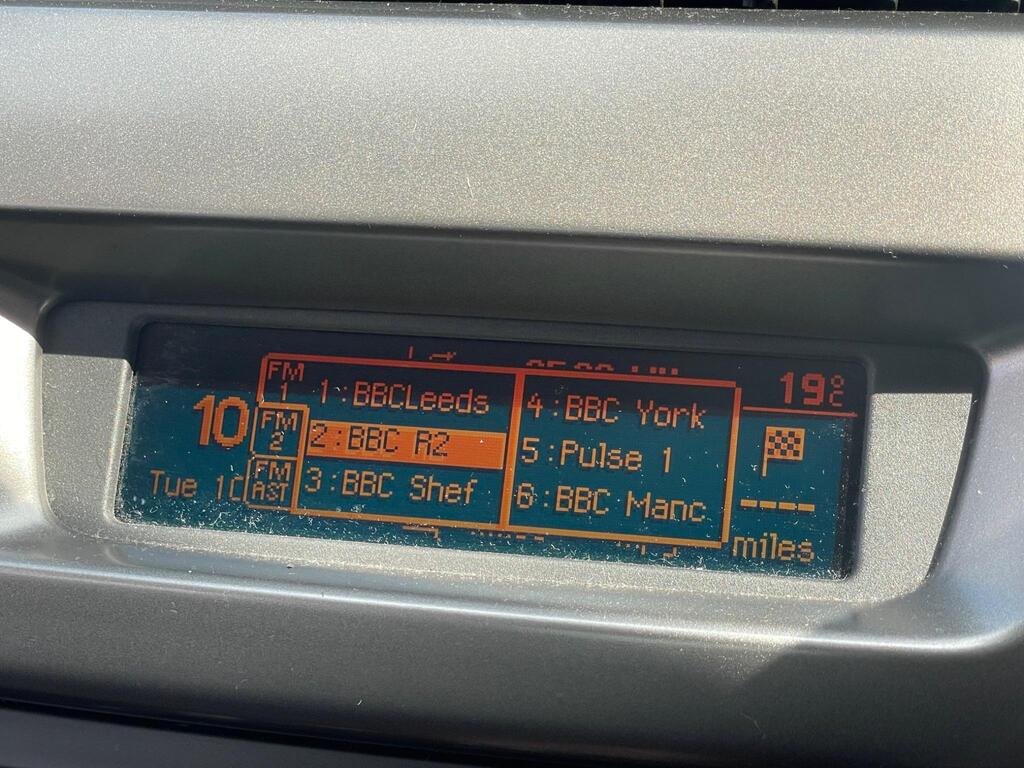 19°C
FM
1
1:BBCLeeds
4:BBC York
10
FM
2
2:BBC R2
5:Pulse 1
Tue 10
FM
AST
3:BBC Shef
6:BBC Manc
----
miles